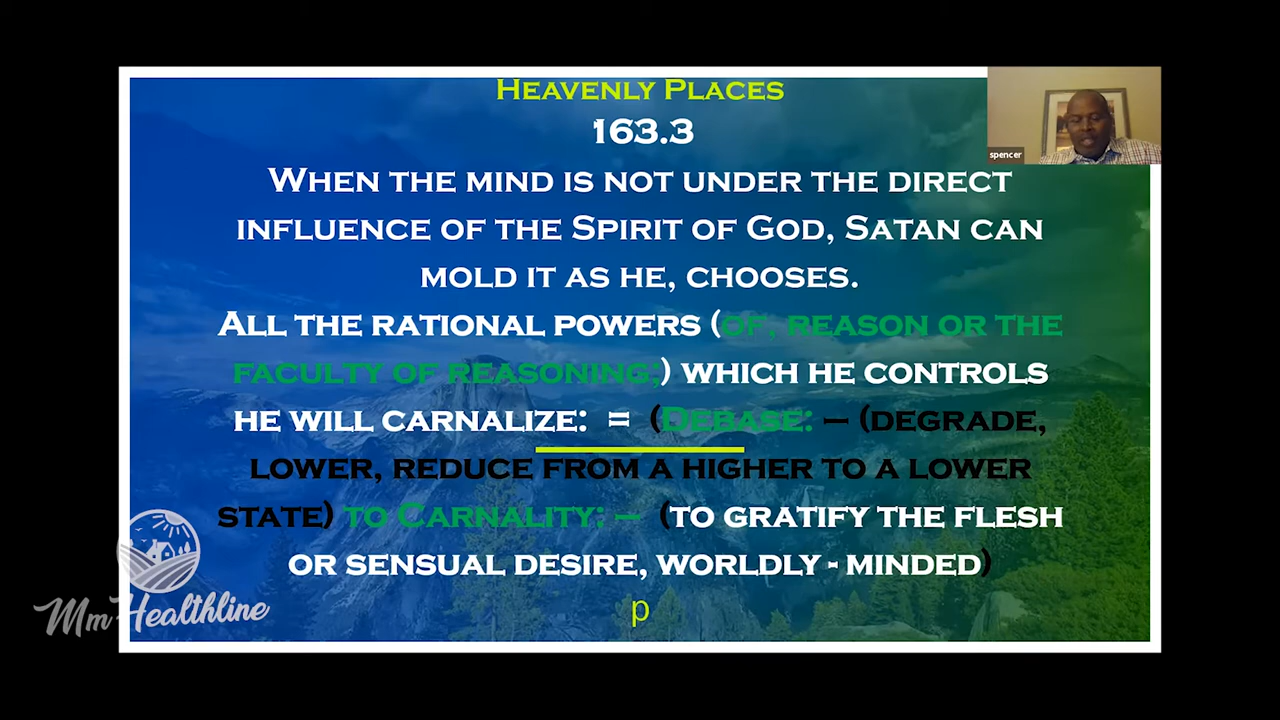 Heavenly Places
163.3
When the mind is not under the direct
influence of the Spirit of God, Satan can
mold it as he, chooses.
All the rational powers (of, reason or the
faculty of reasoning;) which he controls
he will carnalize: = (Debase: – (degrade,
lower, reduce from a higher to a lower
state) to Carnality: – (to gratify the flesh
or sensual desire, worldly - minded)
p
spencer
Mm Healthline